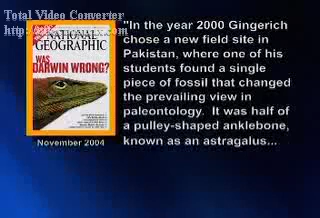 Total Video Converter
NATIONAL
GEOGRAPHIC
WAS
DARWIN WRONG?
November 2004
"In the year 2000 Gingerich
chose a new field site in
Pakistan, where one of his
students found a single
piece of fossil that changed
the prevailing view in
paleontology. It was half of
a pulley-shaped anklebone,
known as an astragalus...